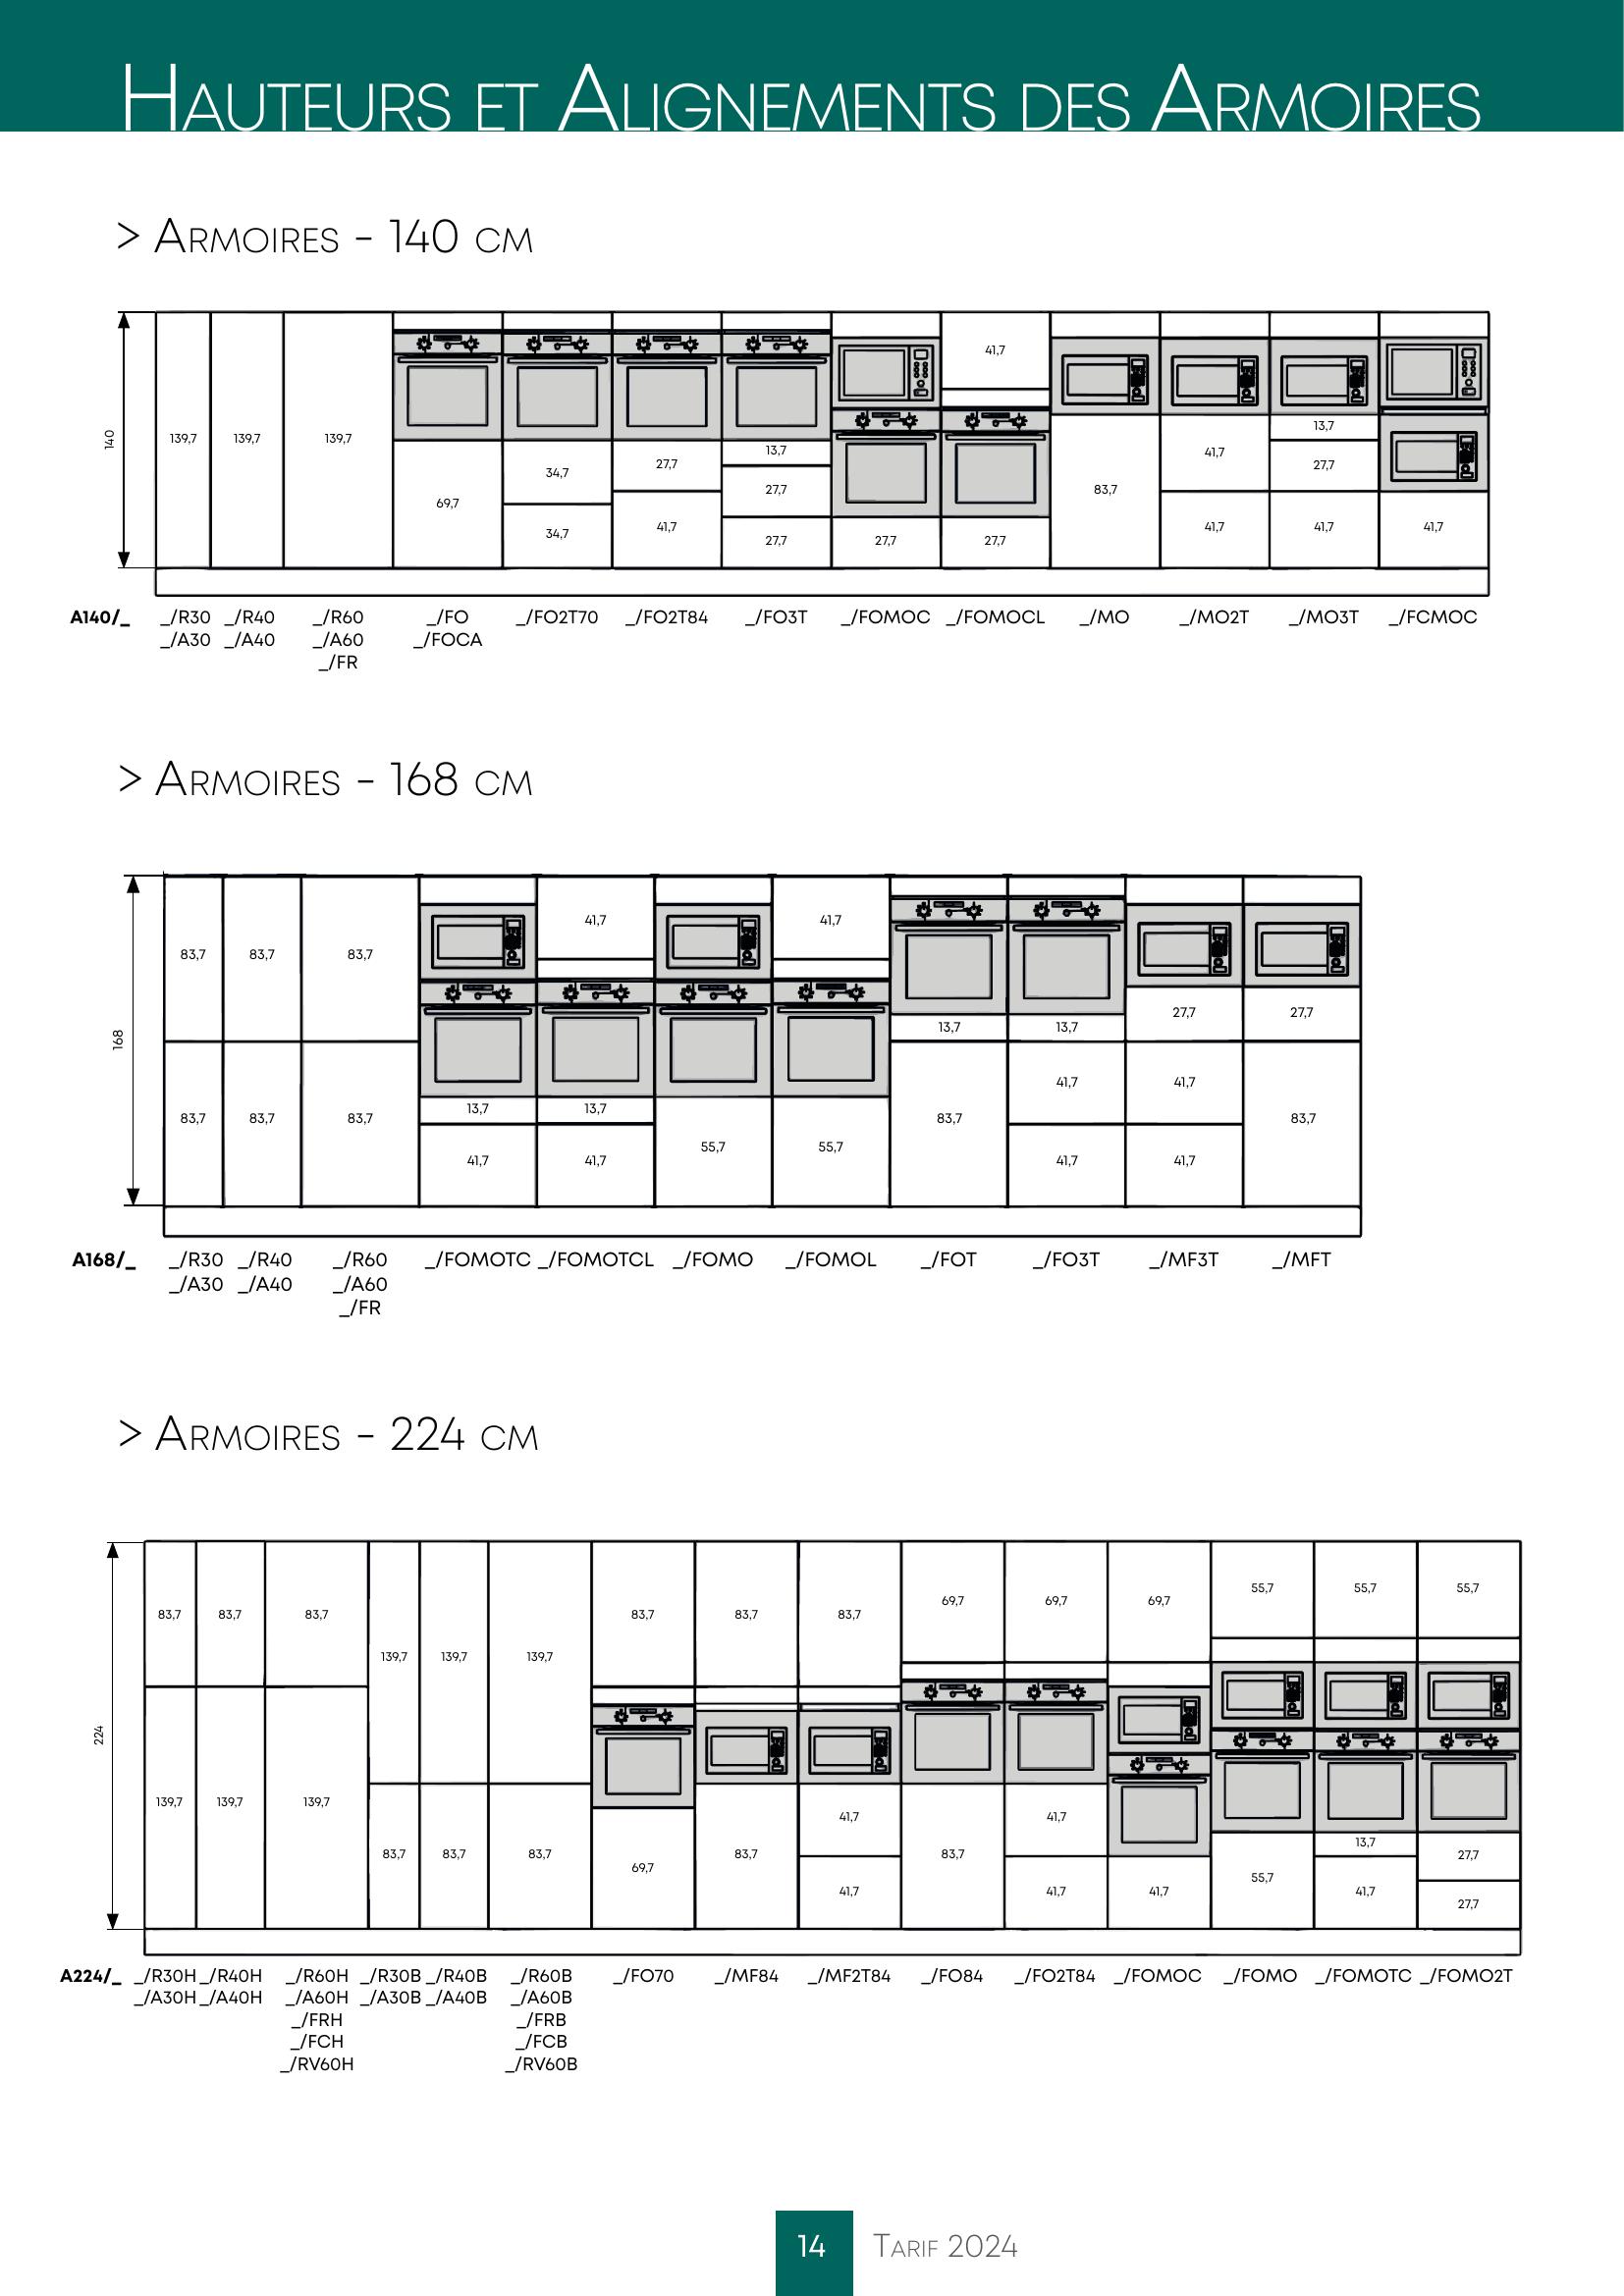 Hauteurs et Alignements des Armoires
> Armoires - 140 cm
41,7
140
139,7 139,7 139,7
13,7
13,7
27,7
41,7
27,7
34,7
83,7
27,7
69,7
34,7
41,7
41,7 41,7 41,7
27,7 27,7 27,7
A140/_ _/R30 _/R40 _/R60 _/FO _/FO2T70 _/FO2T84 _/FO3T _/FOMOC _/FOMOCL _/MO _/MO2T _/MO3T _/FCMOC
_/A30 _/A40 _/A60 _/FOCA
_/FR
> Armoires - 168 cm
41,7 41,7
83,7 83,7 83,7
27,7 27,7
13,7 13,7
168
41,7 41,7
13,7 13,7
83,7 83,7 83,7 83,7 83,7
55,7 55,7
41,7 41,7 41,7 41,7
A168/_ _/R30 _/R40 _/R60 _/FOMOTC _/FOMOTCL _/FOMO _/FOMOL _/FOT _/FO3T _/MF3T _/MFT
_/A30 _/A40 _/A60
_/FR
> Armoires - 224 cm
55,7 55,7 55,7
69,7 69,7 69,7
83,7 83,7 83,7 83,7 83,7 83,7
139,7 139,7 139,7
224
139,7 139,7 139,7
41,7 41,7
13,7
83,7 83,7 83,7 83,7 83,7 27,7
69,7
55,7
41,7 41,7 41,7 41,7
27,7
A224/_ _/R30H _/R40H _/R60H _/R30B _/R40B _/R60B _/FO70 _/MF84 _/MF2T84 _/FO84 _/FO2T84 _/FOMOC _/FOMO _/FOMOTC _/FOMO2T
_/A30H _/A40H _/A60H _/A30B _/A40B _/A60B
_/FRH _/FRB
_/FCH _/FCB
_/RV60H _/RV60B
14 Tarif 2024